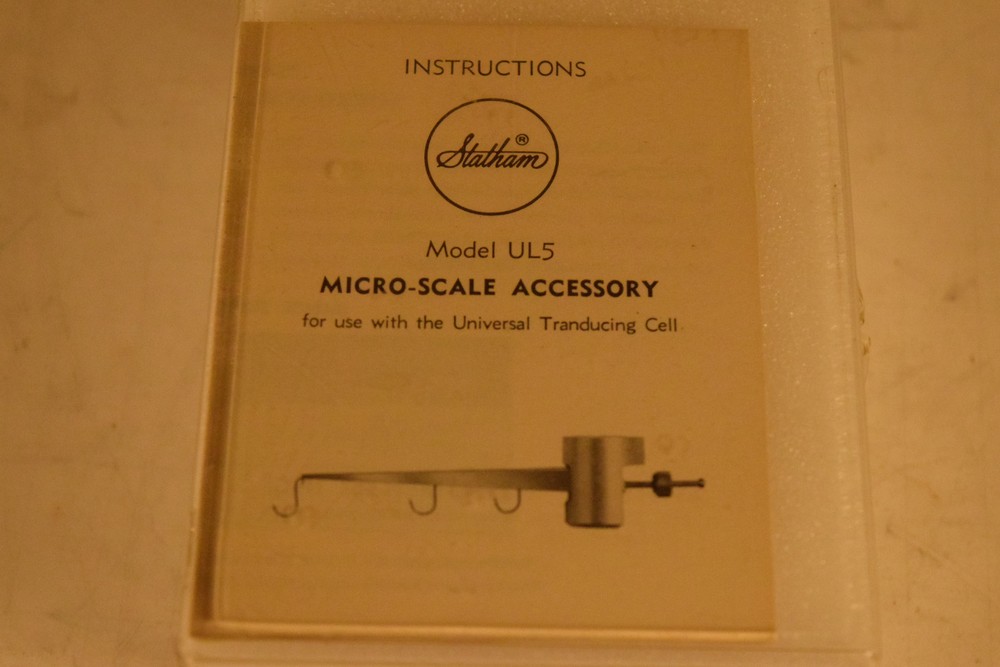 INSTRUCTIONS
Statham ®
Model UL5
MICRO-SCALE ACCESSORY
for use with the Universal Tranducing Cell